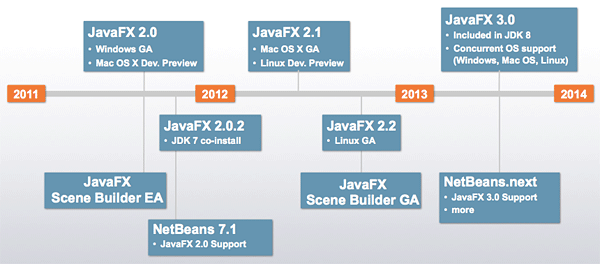 JavaFX 2.0
• Windows GA
• Mac OS X Dev. Preview
JavaFX 2.1
• Mac OS X GA
• Linux Dev. Preview
JavaFX 3.0
• Included in JDK 8
• Concurrent OS support
(Windows, Mac OS, Linux)
2011
2012
2013
2014
JavaFX 2.0.2
• JDK 7 co-install
JavaFX 2.2
• Linux GA
JavaFX
Scene Builder EA
JavaFX
Scene Builder GA
NetBeans.next
• JavaFX 3.0 Support
• more
NetBeans 7.1
• JavaFX 2.0 Support